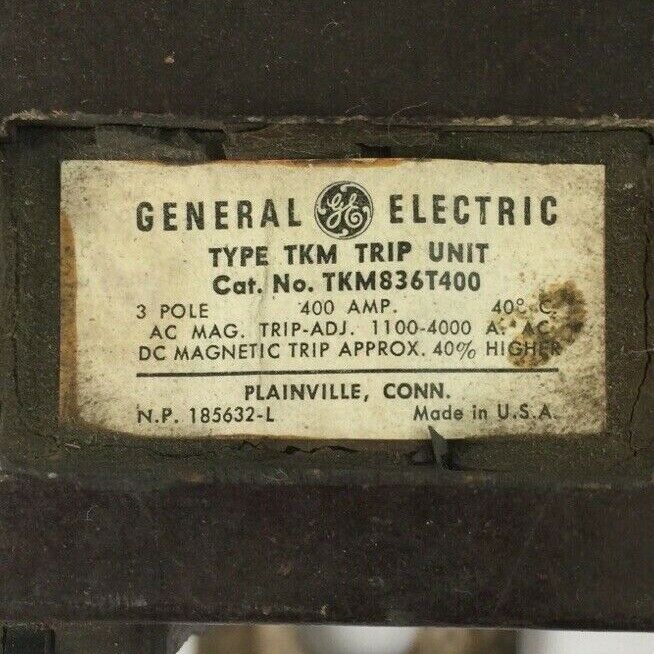 GENERAL GE ELECTRIC
TYPE TKM TRIP UNIT
Cat. No. TKM836T400
3 POLE 400 AMP. 40° C.
AC MAG. TRIP-ADJ. 1100-4000 A. AC.
DC MAGNETIC TRIP APPROX. 40% HIGHER
PLAINVILLE, CONN.
N.P. 185632-L Made in U.S.A.